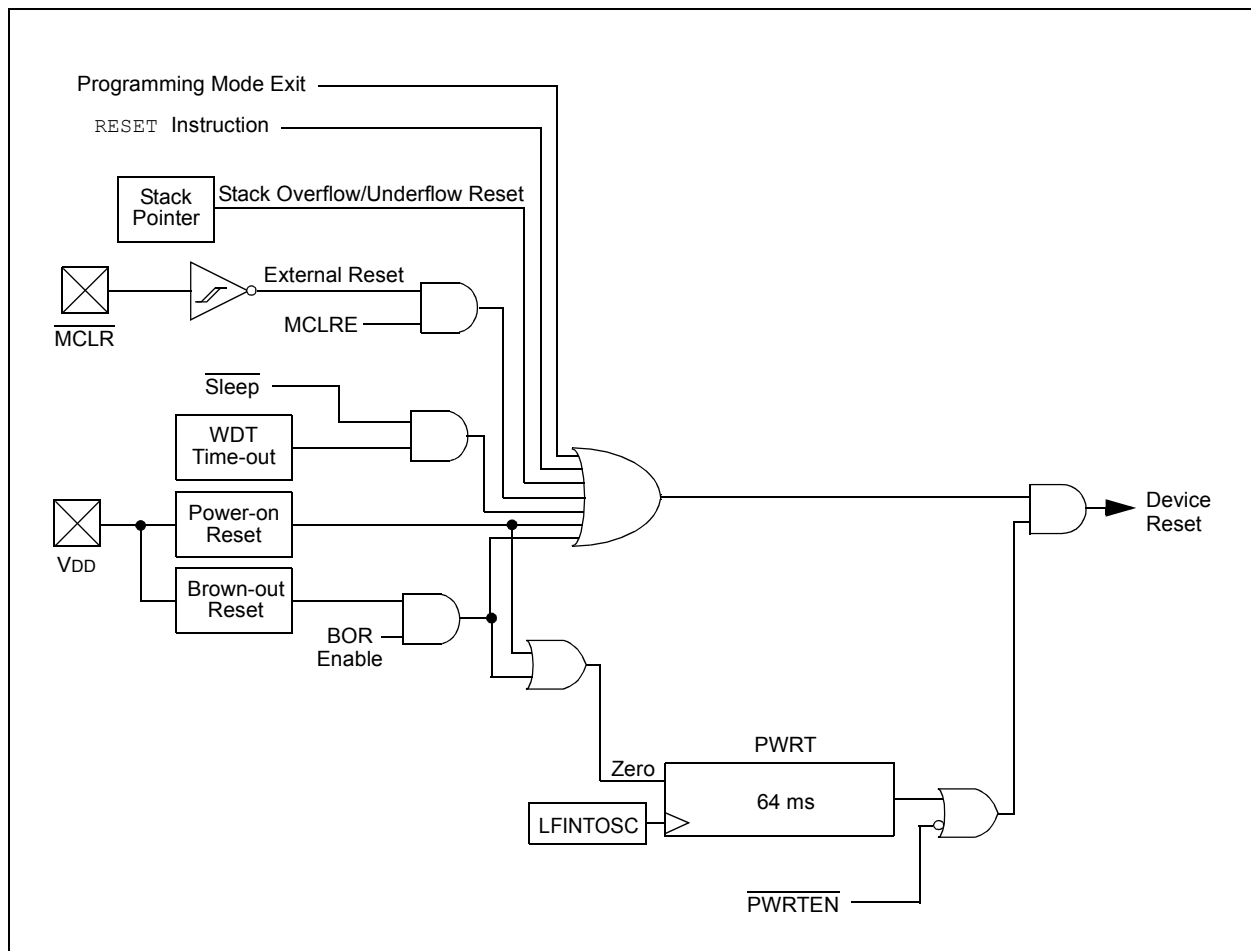 Programming Mode Exit
RESET Instruction
Stack
Pointer
Stack Overflow/Underflow Reset
MCLR
External Reset
MCLRE
Sleep
WDT
Time-out
VDD
Power-on
Reset
Brown-out
Reset
BOR
Enable
Device
Reset
PWRT
Zero
64 ms
LFINTOSC
PWRTEN